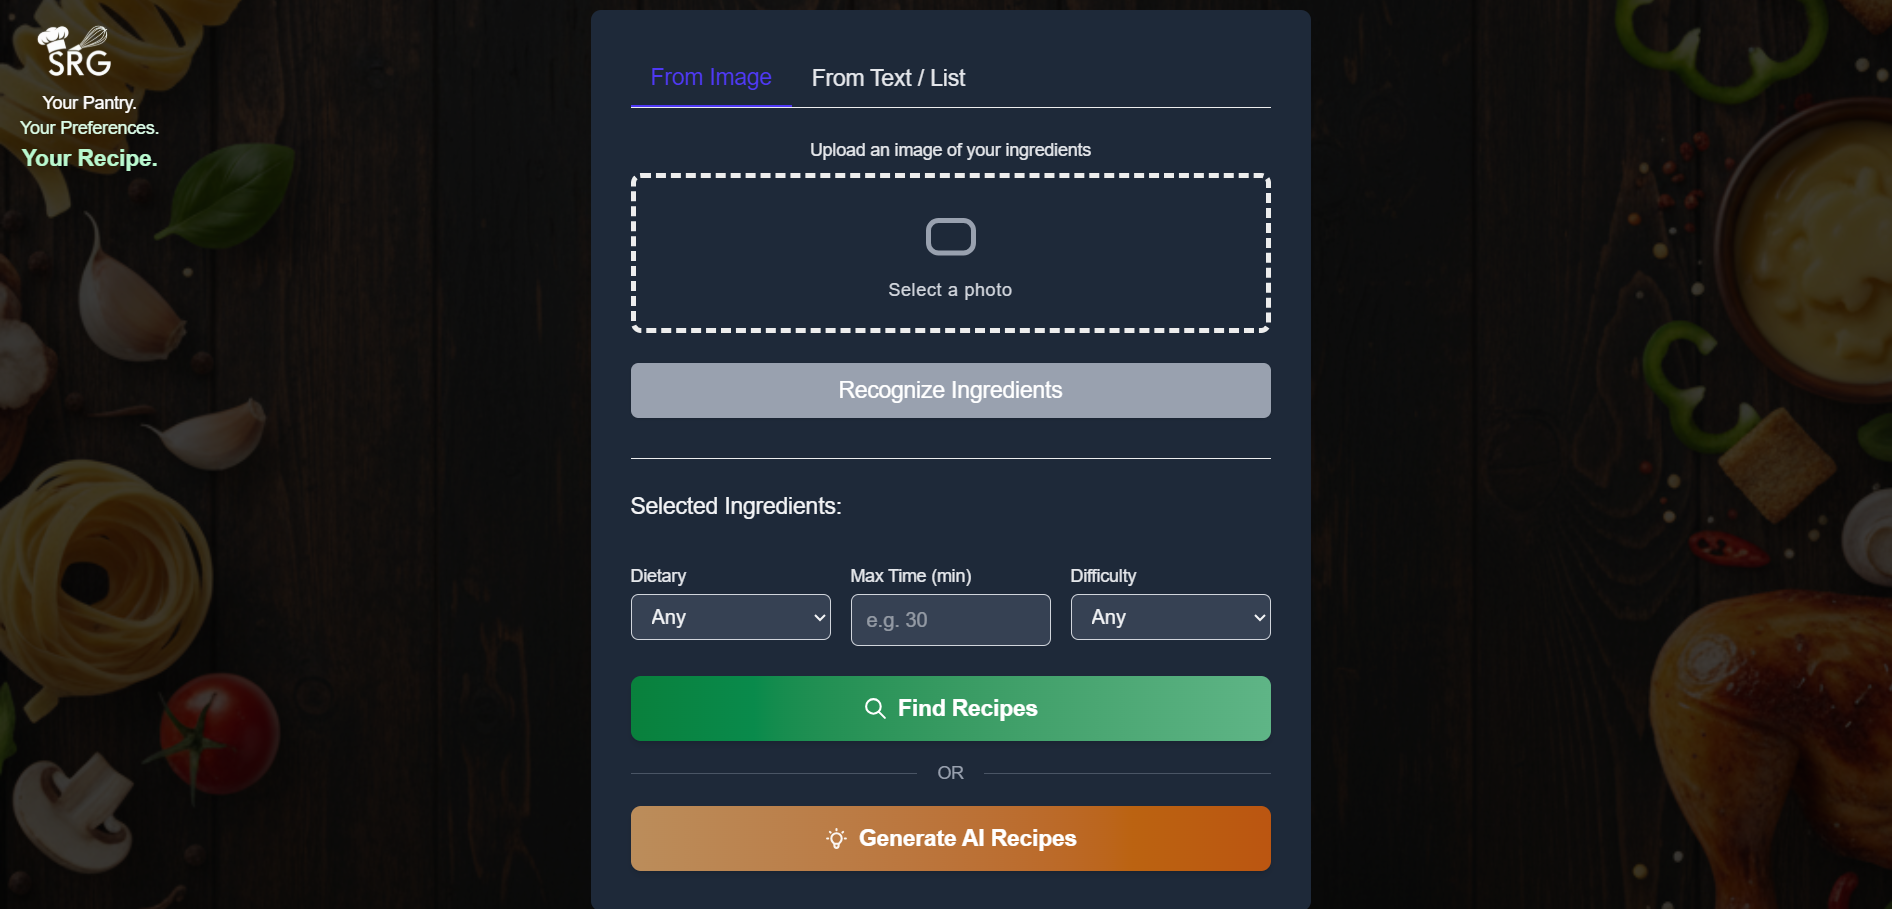 SRG
Your Pantry.
Your Preferences.
Your Recipe.
From Image
From Text / List
Upload an image of your ingredients
Select a photo
Recognize Ingredients
Selected Ingredients:
Dietary
Max Time (min)
Difficulty
Any
e.g. 30
Any
Find Recipes
OR
Generate AI Recipes